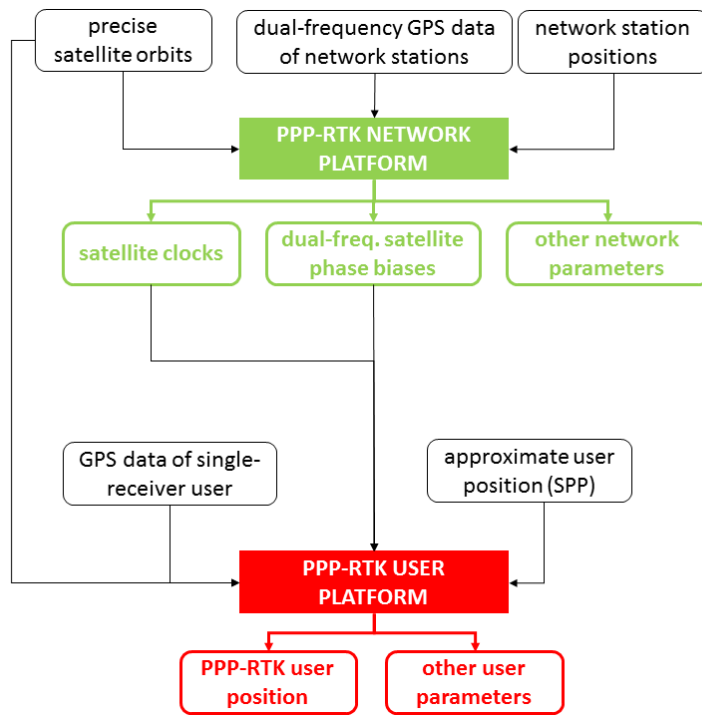 precise
satellite orbits
dual-frequency GPS data
of network stations
network station
positions
PPP-RTK NETWORK
PLATFORM
satellite clocks
dual-freq. satellite
phase biases
other network
parameters
GPS data of single-
receiver user
approximate user
position (SPP)
PPP-RTK USER
PLATFORM
PPP-RTK user
position
other user
parameters